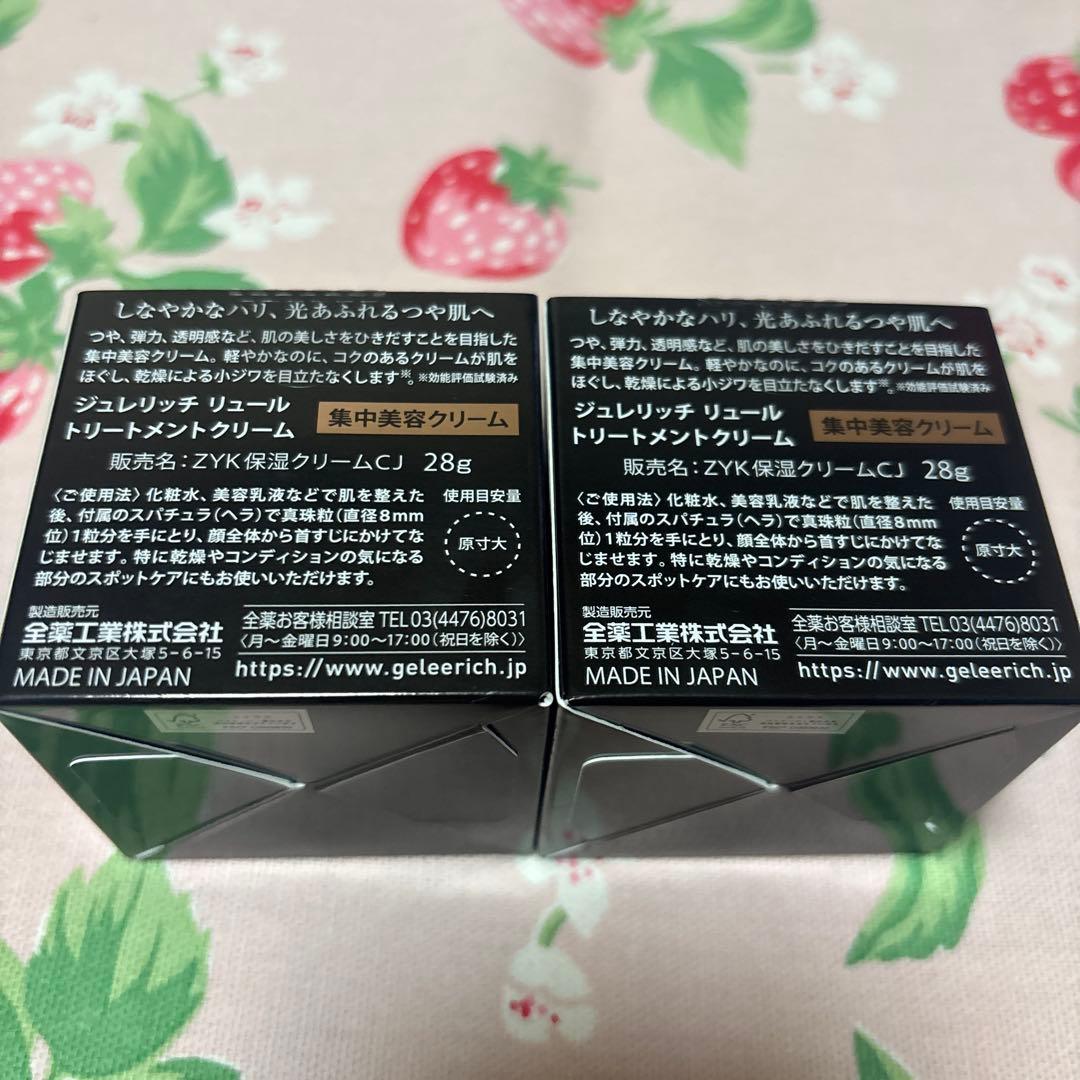 しなやかなハリ、光あふれるつや肌へ
つや、弾力、透明感など、肌の美しさをひきだすことを目指した
集中美容クリーム。軽やかなのに、コクのあるクリームが肌を
ほぐし、乾燥による小ジワを目立たなくします※。※効能評価試験済み
ジュレリッチ リュール
トリートメントクリーム
集中美容クリーム
販売名:ZYK保湿クリームCJ 28g
〈ご使用法〉化粧水、美容乳液などで肌を整えた
後、付属のスパチュラ(ヘラ)で真珠粒(直径8mm
位)1粒分を手にとり、顔全体から首すじにかけてな
じませます。特に乾燥やコンディションの気になる
部分のスポットケアにもお使いいただけます。
使用目安量
原寸大
製造販売元
全薬工業株式会社
東京都文京区大塚5-6-15
MADE IN JAPAN
全薬お客様相談室 TEL 03(4476)8031
〈月〜金曜日9:00〜17:00(祝日を除く)〉
https://www.geleerich.jp
しなやかなハリ、光あふれるつや肌へ
つや、弾力、透明感など、肌の美しさをひきだすことを目指した
集中美容クリーム。軽やかなのに、コクのあるクリームが肌を
ほぐし、乾燥による小ジワを目立たなくします※。※効能評価試験済み
ジュレリッチ リュール
トリートメントクリーム
集中美容クリーム
販売名:ZYK保湿クリームCJ 28g
〈ご使用法〉化粧水、美容乳液などで肌を整えた
後、付属のスパチュラ(ヘラ)で真珠粒(直径8mm
位)1粒分を手にとり、顔全体から首すじにかけてな
じませます。特に乾燥やコンディションの気になる
部分のスポットケアにもお使いいただけます。
使用目安量
原寸大
製造販売元
全薬工業株式会社
東京都文京区大塚5-6-15
MADE IN JAPAN
全薬お客様相談室 TEL 03(4476)8031
〈月〜金曜日9:00〜17:00(祝日を除く)〉
https://www.geleerich.jp